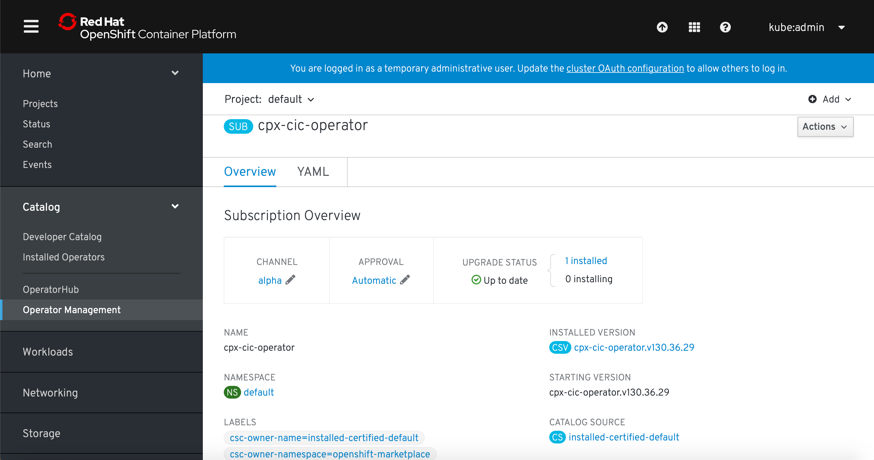 Red Hat
OpenShift Container Platform
kube:admin
Home
Projects
Status
Search
Events
Catalog
Developer Catalog
Installed Operators
OperatorHub
Operator Management
Workloads
Networking
Storage
You are logged in as a temporary administrative user. Update the cluster OAuth configuration to allow others to log in.
Project: default
Add
SUB cpx-cic-operator
Actions
Overview YAML
Subscription Overview
CHANNEL
alpha
APPROVAL
Automatic
UPGRADE STATUS
Up to date
1 installed
0 installing
NAME
cpx-cic-operator
INSTALLED VERSION
CSV cpx-cic-operator.v130.36.29
NAMESPACE
NS default
STARTING VERSION
cpx-cic-operator.v130.36.29
LABELS
csc-owner-name=installed-certified-default
csc-owner-namespace=openshift-marketplace
CATALOG SOURCE
CS installed-certified-default